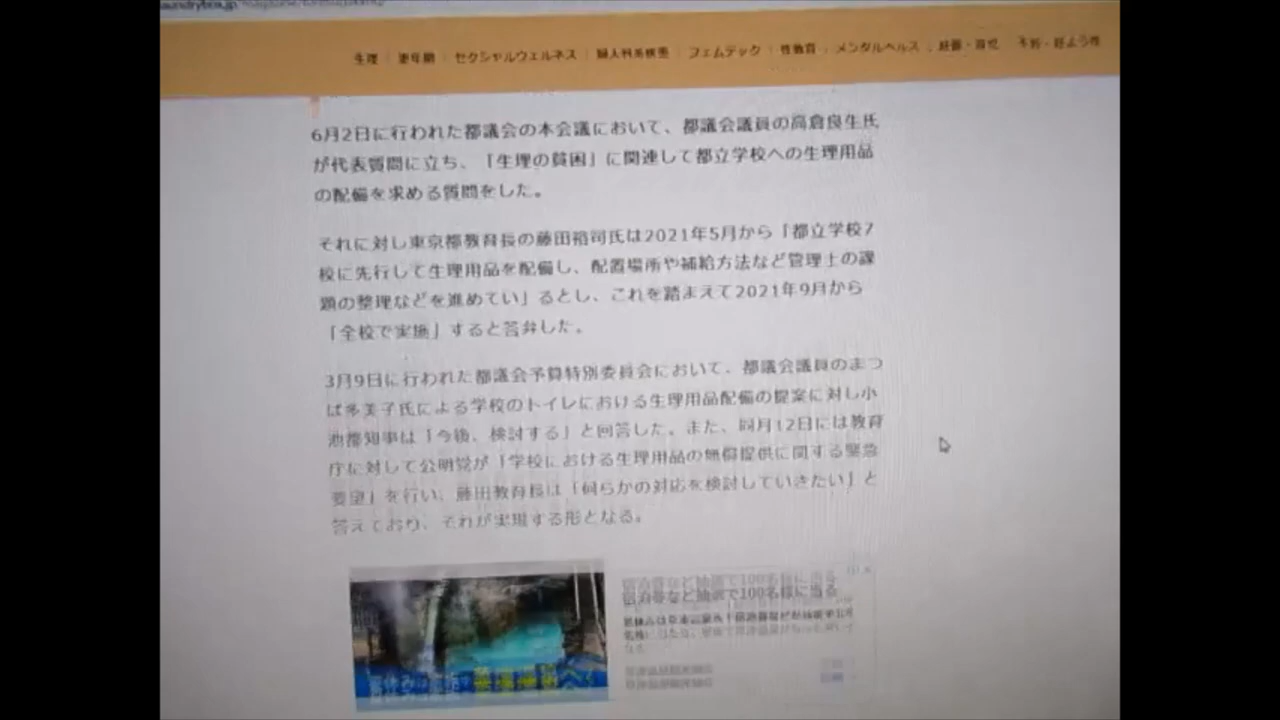 生理 更年期 セクシャルウェルネス 婦人科系疾患 フェムテック 性教育 メンタルヘルス 妊娠・育児
6月2日に行われた都議会の本会議において、都議会議員の高倉良生氏
が代表質問に立ち、「生理の貧困」に関連して都立学校への生理用品
の配備を求める質問をした。
それに対し東京都教育長の藤田裕司氏は2021年5月から「都立学校7
校に先行して生理用品を配備し、配置場所や補給方法など管理上の課
題の整理などを進めてい」るとし、これを踏まえて2021年9月から
「全校で実施」すると答弁した。
3月9日に行われた都議会予算特別委員会において、都議会議員のまつ
ば多美子氏による学校のトイレにおける生理用品配備の提案に対し小
池都知事は「今後、検討する」と回答した。また、同月12日には教育
庁に対して公明党が「学校における生理用品の無償提供に関する緊急
要望」を行い、藤田教育長は「何らかの対応を検討していきたい」と
答えており、それが実現する形となる。
宿泊券など抽選で100名様に当る